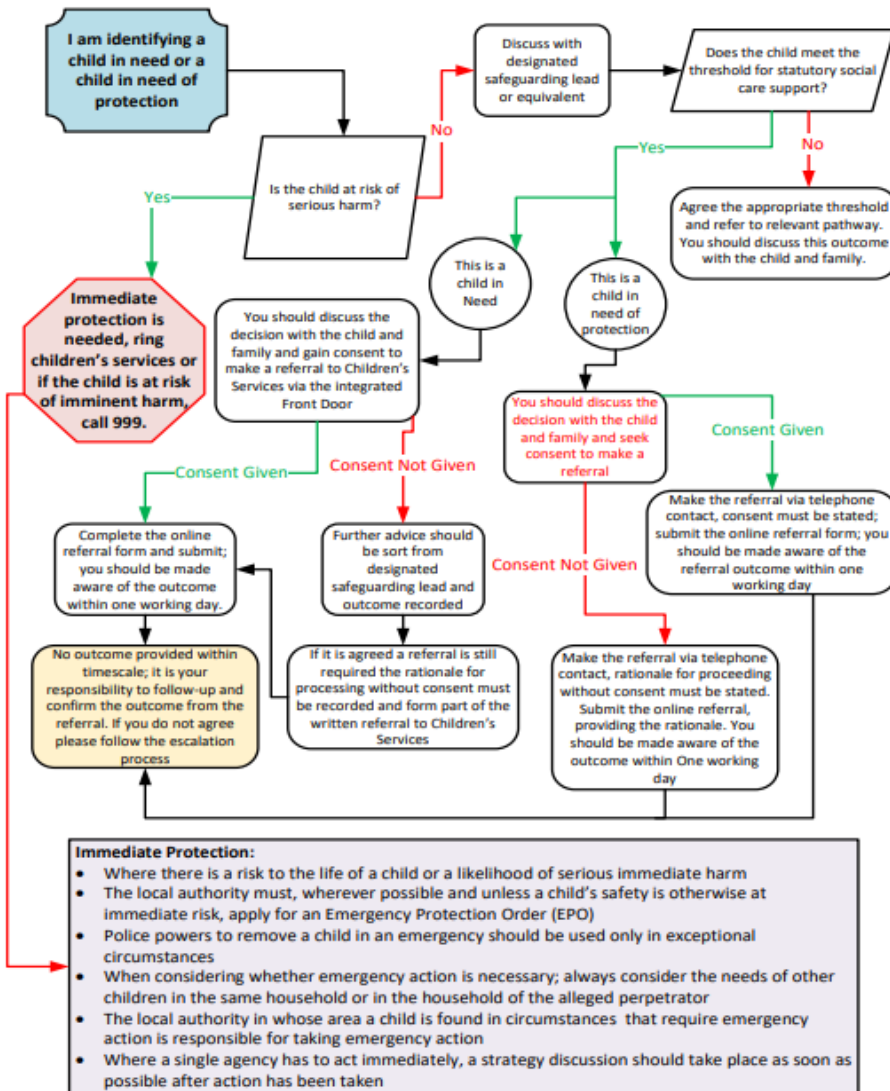 I am identifying a
child in need or a
child in need of
protection
Discuss with
designated
safeguarding lead
or equivalent
Does the child meet the
threshold for statutory social
care support?
No
Yes
No
Yes
Is the child at risk of
serious harm?
Agree the appropriate threshold
and refer to relevant pathway.
You should discuss this outcome
with the child and family.
This is a
child in
Need
This is a
child in
need of
protection
Immediate
protection is
needed, ring
children's services or
if the child is at risk
of imminent harm,
call 999.
You should discuss the
decision with the child and
family and gain consent to
make a referral to Children's
Services via the integrated
Front Door
You should discuss the
decision with the child
and family and seek
consent to make a
referral
Consent Given
Consent Given
Consent Not Given
Complete the online
referral form and submit;
you should be made
aware of the outcome
within one working day.
Further advice should
be sort from
designated
safeguarding lead and
outcome recorded
Consent Not Given
Make the referral via telephone
contact, consent must be stated;
submit the online referral form; you
should be made aware of the
referral outcome within one
working day
No outcome provided within
timescale; it is your
responsibility to follow-up and
confirm the outcome from the
referral. If you do not agree
please follow the escalation
process
If it is agreed a referral is still
required the rationale for
processing without consent must
be recorded and form part of the
written referral to Children's
Services
Make the referral via telephone
contact, rationale for proceeding
without consent must be stated.
Submit the online referral,
providing the rationale. You
should be made aware of the
outcome within One working
day
Immediate Protection:
• Where there is a risk to the life of a child or a likelihood of serious immediate harm
• The local authority must, wherever possible and unless a child's safety is otherwise at
immediate risk, apply for an Emergency Protection Order (EPO)
• Police powers to remove a child in an emergency should be used only in exceptional
circumstances
• When considering whether emergency action is necessary; always consider the needs of other
children in the same household or in the household of the alleged perpetrator
• The local authority in whose area a child is found in circumstances that require emergency
action is responsible for taking emergency action
• Where a single agency has to act immediately, a strategy discussion should take place as soon as
possible after action has been taken